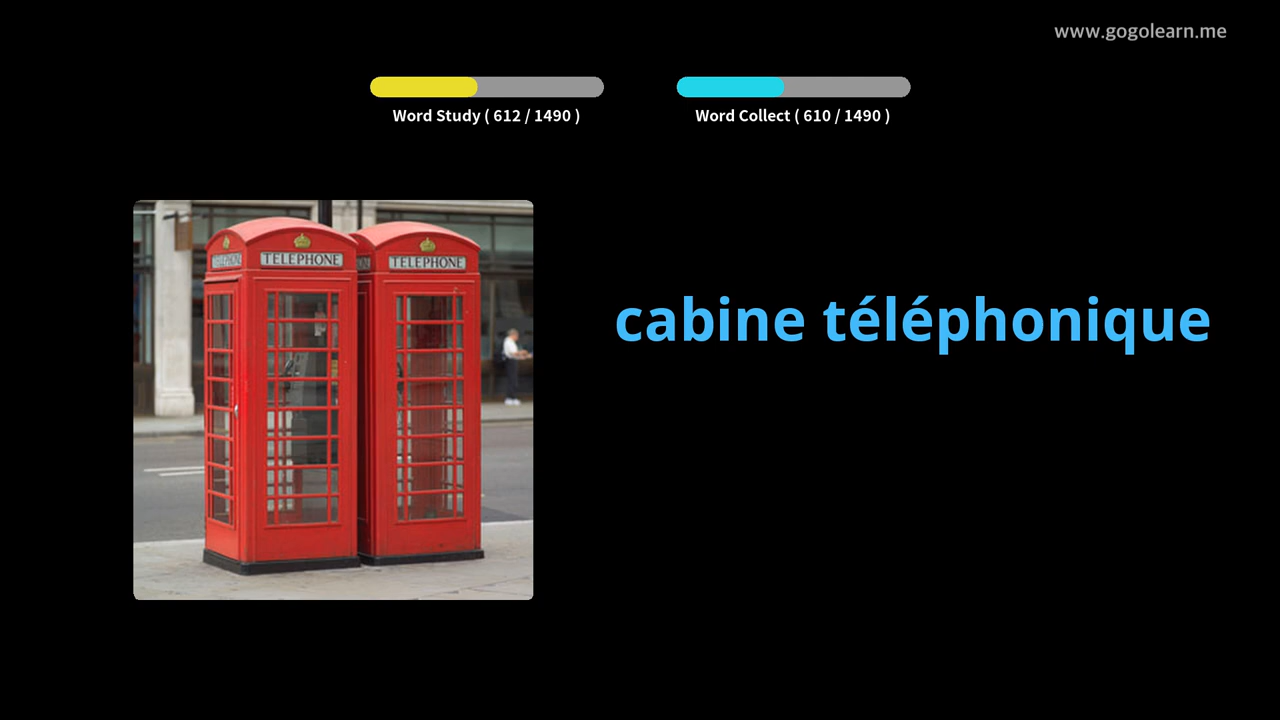 www.gogolearn.me
Word Study ( 612 / 1490 )
Word Collect ( 610 / 1490 )
TELEPHONE
TELEPHONE
cabine téléphonique